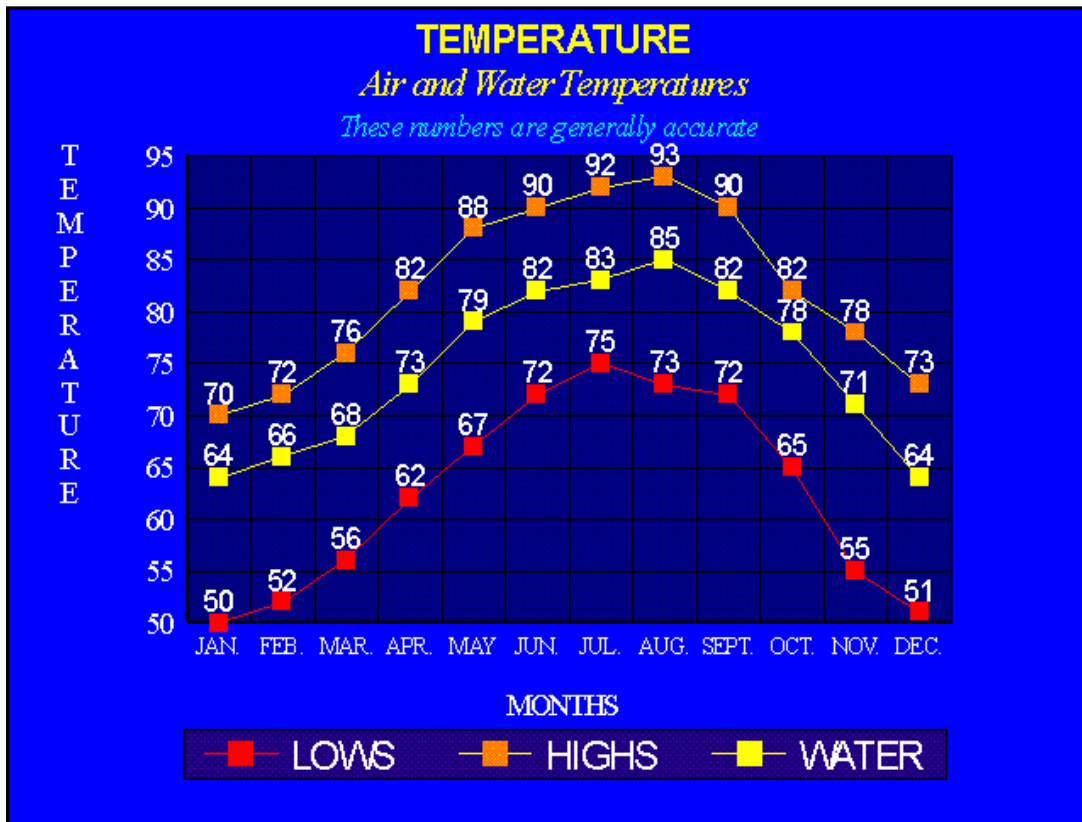 TEMPERATURE
Air and Water Temperatures
These numbers are generally accurate
TEMPERATURE
95
90
85
80
75
70
65
60
55
50
70 72 76 82 88 90 92 93 90 82 78 73
64 66 68 73 79 82 83 85 82 78 71 64
50 52 56 62 67 72 75 73 72 65 55 51
JAN. FEB. MAR. APR. MAY JUN. JUL. AUG. SEPT. OCT. NOV. DEC.
MONTHS
LOWS HIGHS WATER